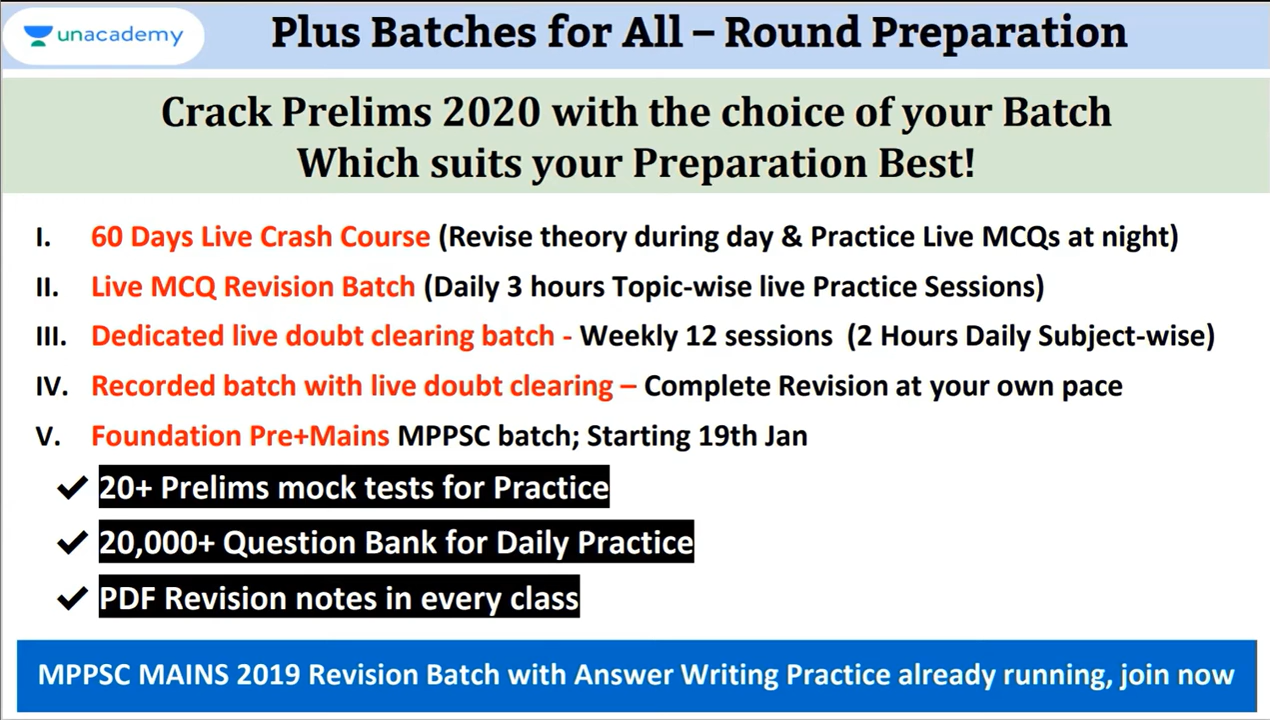 unacademy
Plus Batches for All – Round Preparation
Crack Prelims 2020 with the choice of your Batch
Which suits your Preparation Best!
I. 60 Days Live Crash Course (Revise theory during day & Practice Live MCQs at night)
II. Live MCQ Revision Batch (Daily 3 hours Topic-wise live Practice Sessions)
III. Dedicated live doubt clearing batch - Weekly 12 sessions (2 Hours Daily Subject-wise)
IV. Recorded batch with live doubt clearing – Complete Revision at your own pace
V. Foundation Pre+Mains MPPSC batch; Starting 19th Jan
✓ 20+ Prelims mock tests for Practice
✓ 20,000+ Question Bank for Daily Practice
✓ PDF Revision notes in every class
MPPSC MAINS 2019 Revision Batch with Answer Writing Practice already running, join now